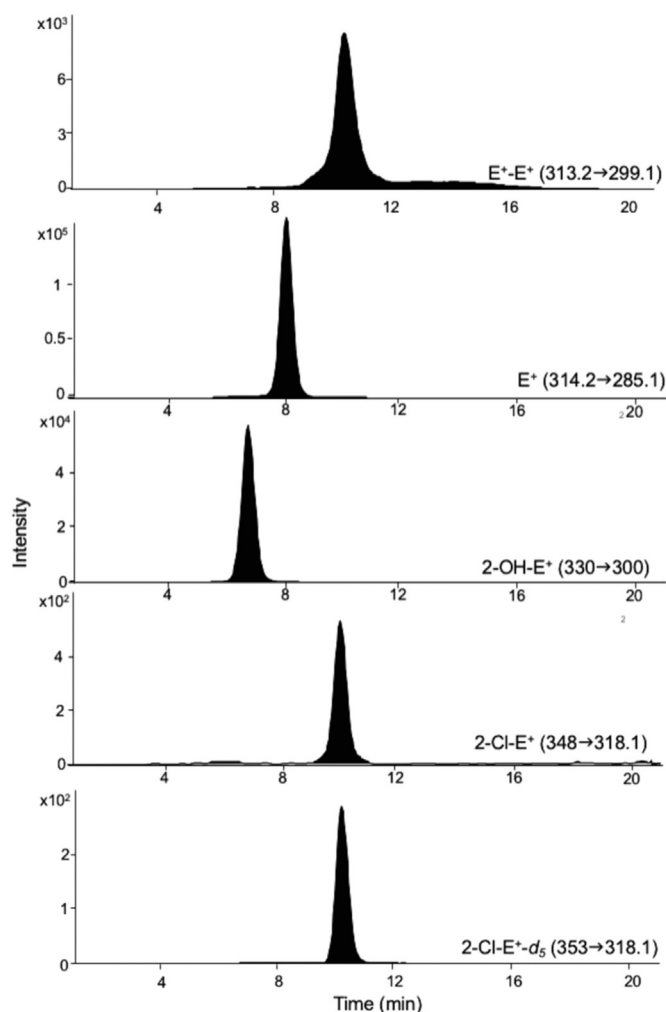 x10³
6
3
0
E⁺-E⁺ (313.2→299.1)
4 8 12 16 20
x10⁵
1
0.5
0
E⁺ (314.2→285.1)
4 8 12 16 20
2
x10⁴
4
2
0
2-OH-E⁺ (330→300)
4 8 12 16 20
2
x10²
4
2
0
2-Cl-E⁺ (348→318.1)
4 8 12 16 20
x10²
2
1
0
2-Cl-E⁺-d₅ (353→318.1)
4 8 12 16 20
Intensity
Time (min)